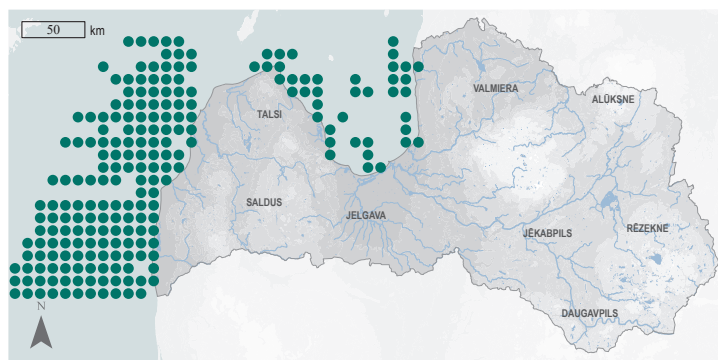 50 km
VALMIERA
ALŪKSNE
TALSI
SALDUS
JELGAVA
JĒKABPILS
RĒZEKNE
N
DAUGAVPILS